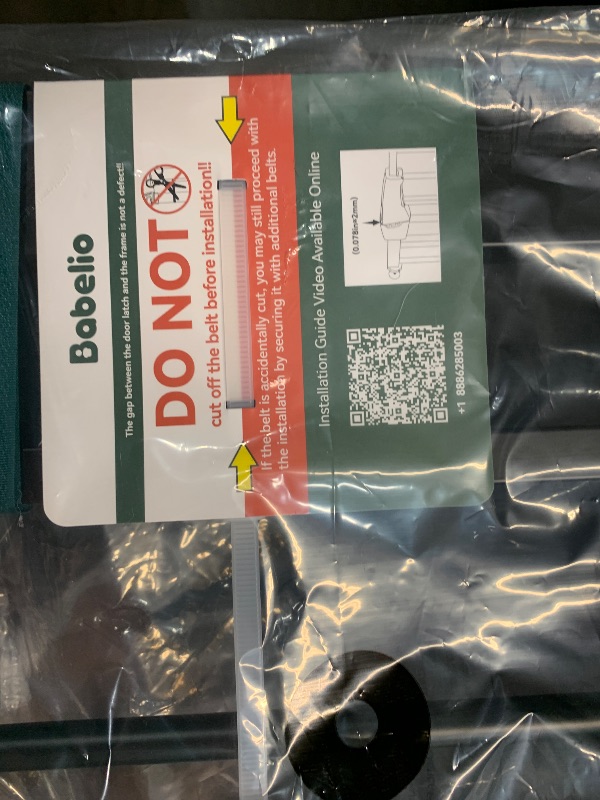 Babelio
The gap between the door latch and the frame is not a defect!!
DO NOT
cut off the belt before installation!!
If the belt is accidentally cut, you may still proceed with
the installation by securing it with additional belts.
Installation Guide Video Available Online
(0.078in≈2mm)
+1 8886285003